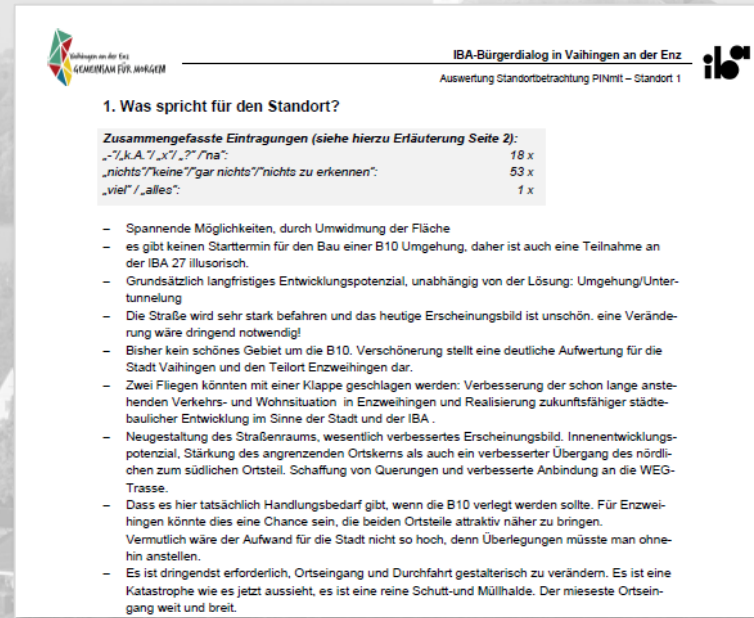 Vaihingen an der Enz
GEMEINSAM FÜR MORGEN
IBA-Bürgerdialog in Vaihingen an der Enz
iba
Auswertung Standortbetrachtung PINmit – Standort 1
1. Was spricht für den Standort?
Zusammengefasste Eintragungen (siehe hierzu Erläuterung Seite 2):
„-"/„k.A."/ „x"/ „?" /"na": 18 x
„nichts"/"keine"/"gar nichts"/"nichts zu erkennen": 53 x
„viel" / „alles": 1 x
– Spannende Möglichkeiten, durch Umwidmung der Fläche
– es gibt keinen Starttermin für den Bau einer B10 Umgehung, daher ist auch eine Teilnahme an
der IBA 27 illusorisch.
– Grundsätzlich langfristiges Entwicklungspotenzial, unabhängig von der Lösung: Umgehung/Unter-
tunnelung
– Die Straße wird sehr stark befahren und das heutige Erscheinungsbild ist unschön. eine Verände-
rung wäre dringend notwendig!
– Bisher kein schönes Gebiet um die B10. Verschönerung stellt eine deutliche Aufwertung für die
Stadt Vaihingen und den Teilort Enzweihingen dar.
– Zwei Fliegen könnten mit einer Klappe geschlagen werden: Verbesserung der schon lange anste-
henden Verkehrs- und Wohnsituation in Enzweihingen und Realisierung zukunftsfähiger städte-
baulicher Entwicklung im Sinne der Stadt und der IBA .
– Neugestaltung des Straßenraums, wesentlich verbessertes Erscheinungsbild. Innenentwicklungs-
potenzial, Stärkung des angrenzenden Ortskerns als auch ein verbesserter Übergang des nördli-
chen zum südlichen Ortsteil. Schaffung von Querungen und verbesserte Anbindung an die WEG-
Trasse.
– Dass es hier tatsächlich Handlungsbedarf gibt, wenn die B10 verlegt werden sollte. Für Enzwei-
hingen könnte dies eine Chance sein, die beiden Ortsteile attraktiv näher zu bringen.
Vermutlich wäre der Aufwand für die Stadt nicht so hoch, denn Überlegungen müsste man ohne-
hin anstellen.
– Es ist dringendst erforderlich, Ortseingang und Durchfahrt gestalterisch zu verändern. Es ist eine
Katastrophe wie es jetzt aussieht, es ist eine reine Schutt-und Müllhalde. Der mieseste Ortsein-
gang weit und breit.